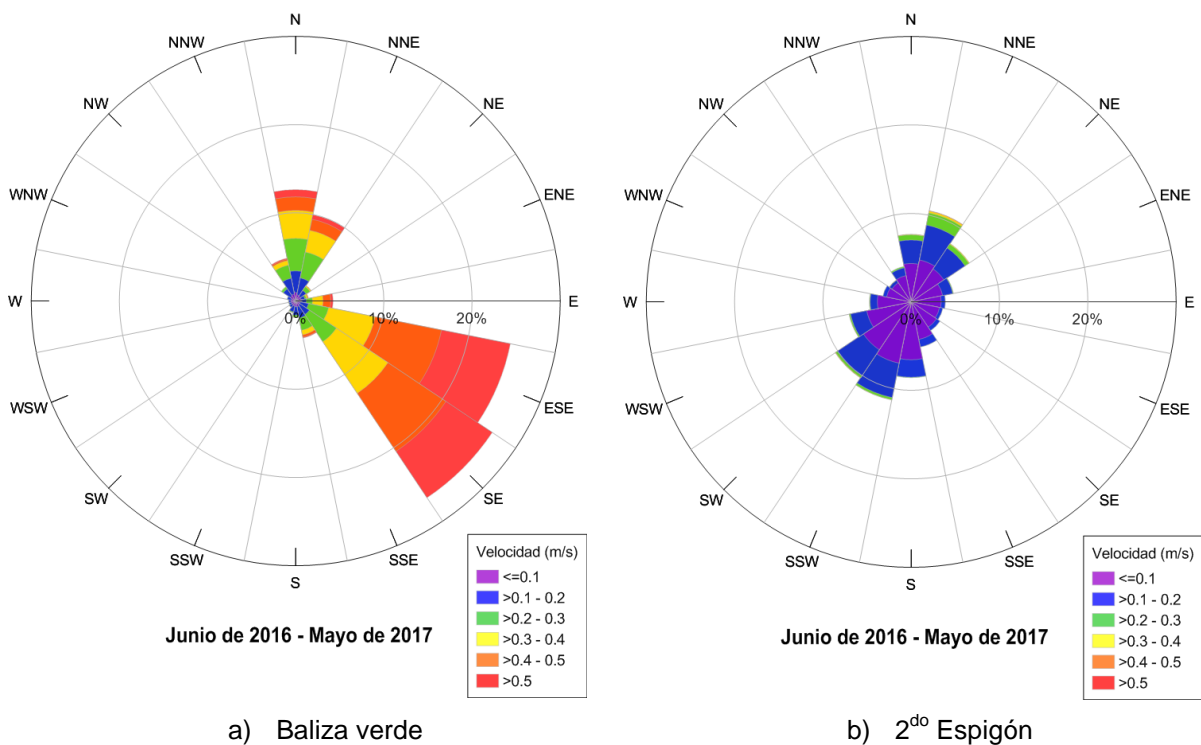 N
NNE
NE
ENE
E
ESE
SE
SSE
S
SSW
SW
WSW
W
WNW
NW
NNW
0%
10%
20%
Velocidad (m/s)
<=0.1
>0.1 - 0.2
>0.2 - 0.3
>0.3 - 0.4
>0.4 - 0.5
>0.5
Junio de 2016 - Mayo de 2017
a) Baliza verde
N
NNE
NE
ENE
E
ESE
SE
SSE
S
SSW
SW
WSW
W
WNW
NW
NNW
0%
10%
20%
Velocidad (m/s)
<=0.1
>0.1 - 0.2
>0.2 - 0.3
>0.3 - 0.4
>0.4 - 0.5
>0.5
Junio de 2016 - Mayo de 2017
b) 2do Espigón